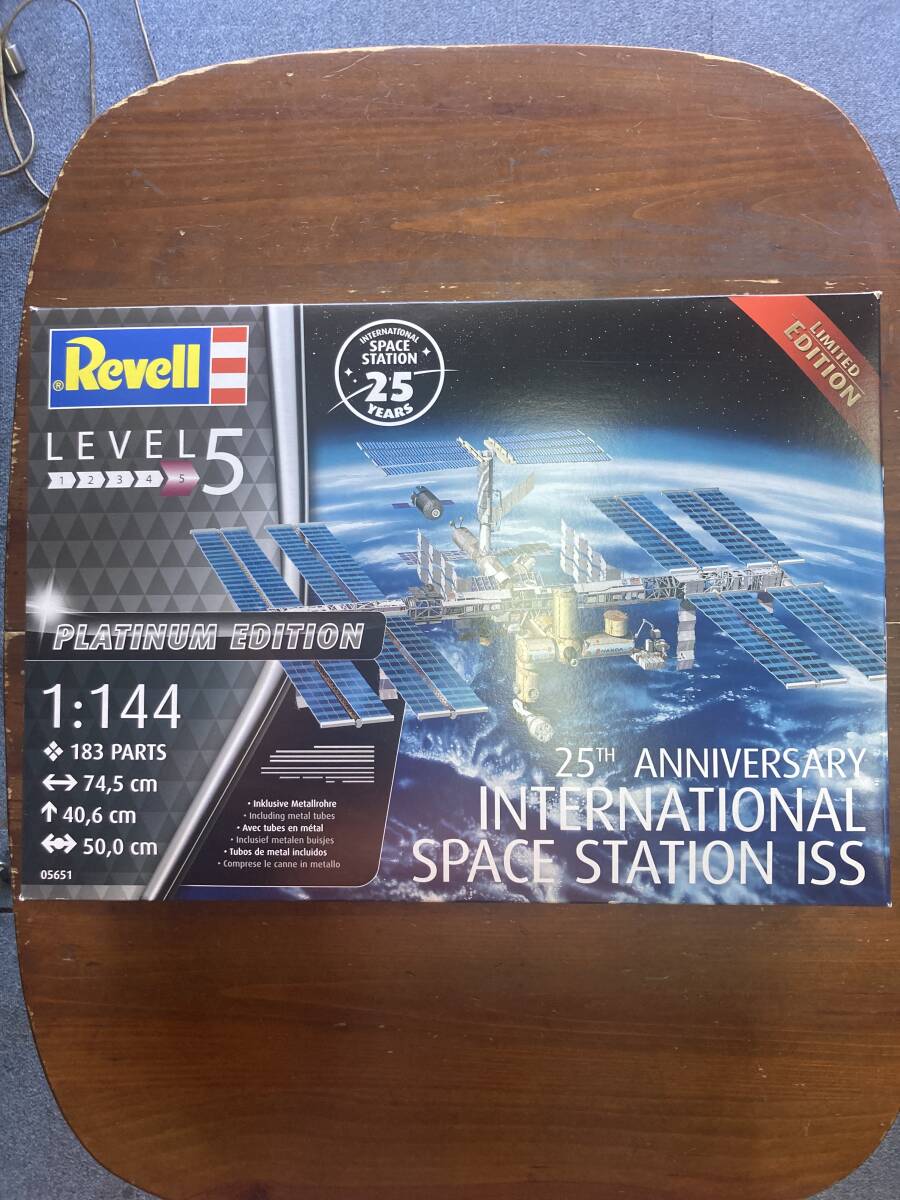 Revell
®
LEVEL 5
1 2 3 4 5
INTERNATIONAL
SPACE
STATION
25
YEARS
LIMITED
EDITION
PLATINUM EDITION
1:144
183 PARTS
74,5 cm
40,6 cm
50,0 cm
05651
• Inklusive Metallrohre
• Including metal tubes
• Avec tubes en métal
• Inclusief metalen buisjes
• Tubos de metal incluidos
• Comprese le canne in metallo
25TH ANNIVERSARY
INTERNATIONAL
SPACE STATION ISS